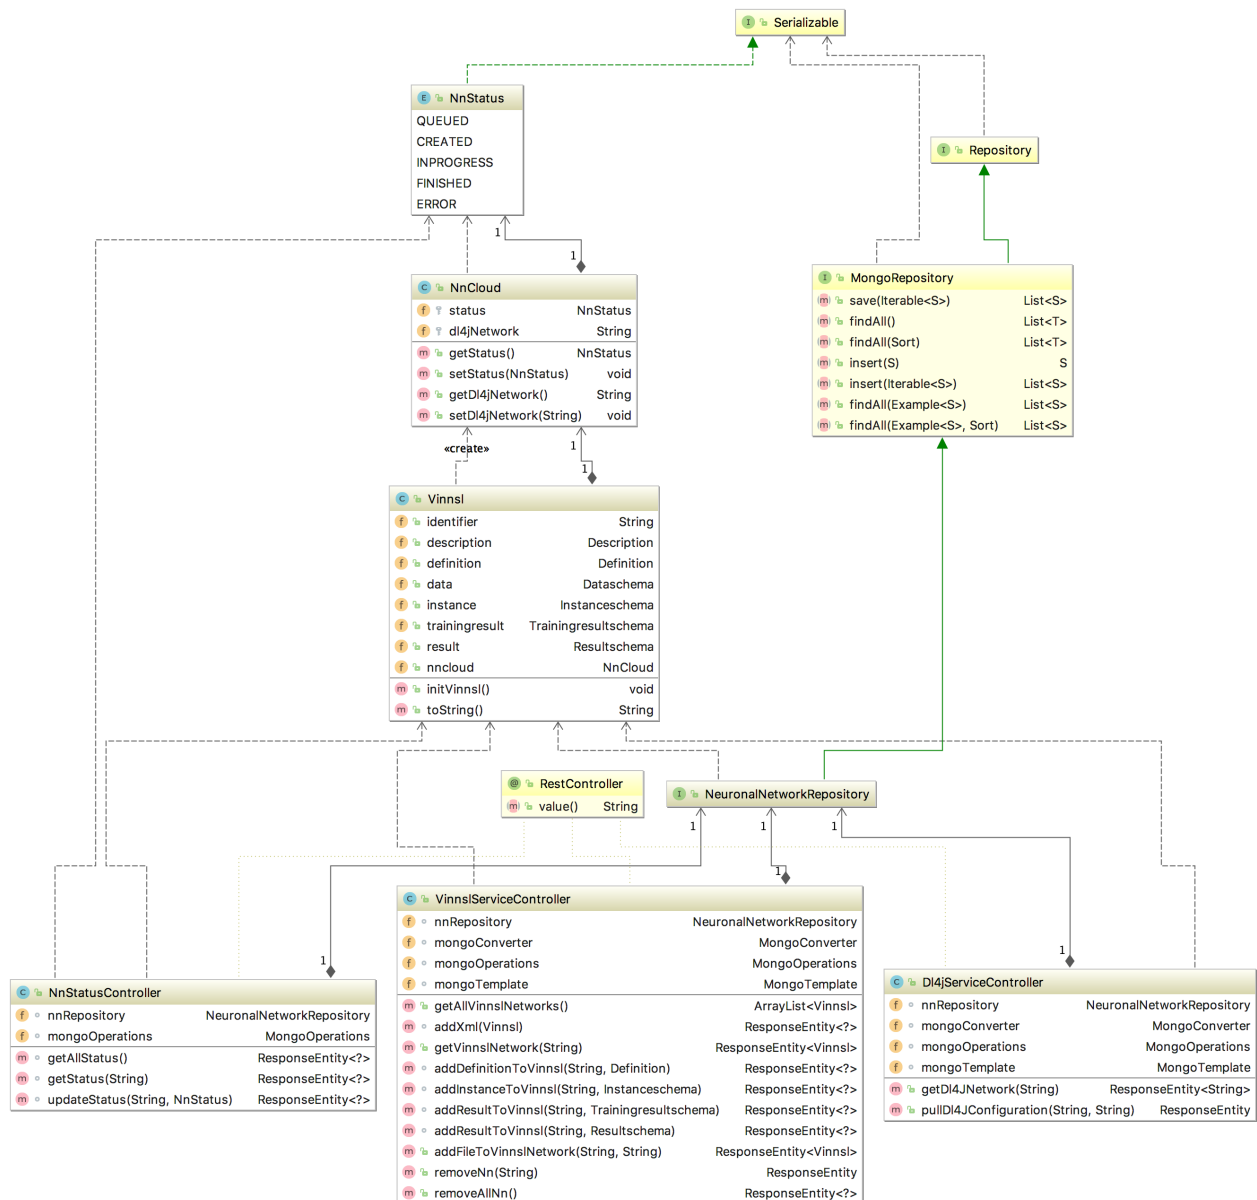 I Serializable
E NnStatus
QUEUED
CREATED
INPROGRESS
FINISHED
ERROR
I Repository
1
1
C NnCloud
f status NnStatus
f dl4jNetwork String
m getStatus() NnStatus
m setStatus(NnStatus) void
m getDl4jNetwork() String
m setDl4jNetwork(String) void
I MongoRepository
m save(Iterable<S>) List<S>
m findAll() List<T>
m findAll(Sort) List<T>
m insert(S) S
m insert(Iterable<S>) List<S>
m findAll(Example<S>) List<S>
m findAll(Example<S>, Sort) List<S>
«create»
1
1
C Vinnsl
f identifier String
f description Description
f definition Definition
f data Dataschema
f instance Instanceschema
f trainingresult Trainingresultschema
f result Resultschema
f nncloud NnCloud
m initVinnsl() void
m toString() String
@ RestController
m value() String
I NeuronalNetworkRepository
1
1
1
1
1
1
C NnStatusController
f nnRepository NeuronalNetworkRepository
f mongoOperations MongoOperations
m getAllStatus() ResponseEntity<?>
m getStatus(String) ResponseEntity<?>
m updateStatus(String, NnStatus) ResponseEntity<?>
C VinnslServiceController
f nnRepository NeuronalNetworkRepository
f mongoConverter MongoConverter
f mongoOperations MongoOperations
f mongoTemplate MongoTemplate
m getAllVinnslNetworks() ArrayList<Vinnsl>
m addXml(Vinnsl) ResponseEntity<?>
m getVinnslNetwork(String) ResponseEntity<Vinnsl>
m addDefinitionToVinnsl(String, Definition) ResponseEntity<?>
m addInstanceToVinnsl(String, Instanceschema) ResponseEntity<?>
m addResultToVinnsl(String, Trainingresultschema) ResponseEntity<?>
m addResultToVinnsl(String, Resultschema) ResponseEntity<?>
m addFileToVinnslNetwork(String, String) ResponseEntity<Vinnsl>
m removeNn(String) ResponseEntity
m removeAllNn() ResponseEntity<?>
C Dl4jServiceController
f nnRepository NeuronalNetworkRepository
f mongoConverter MongoConverter
f mongoOperations MongoOperations
f mongoTemplate MongoTemplate
m getDl4JNetwork(String) ResponseEntity<String>
m pullDl4JConfiguration(String, String) ResponseEntity